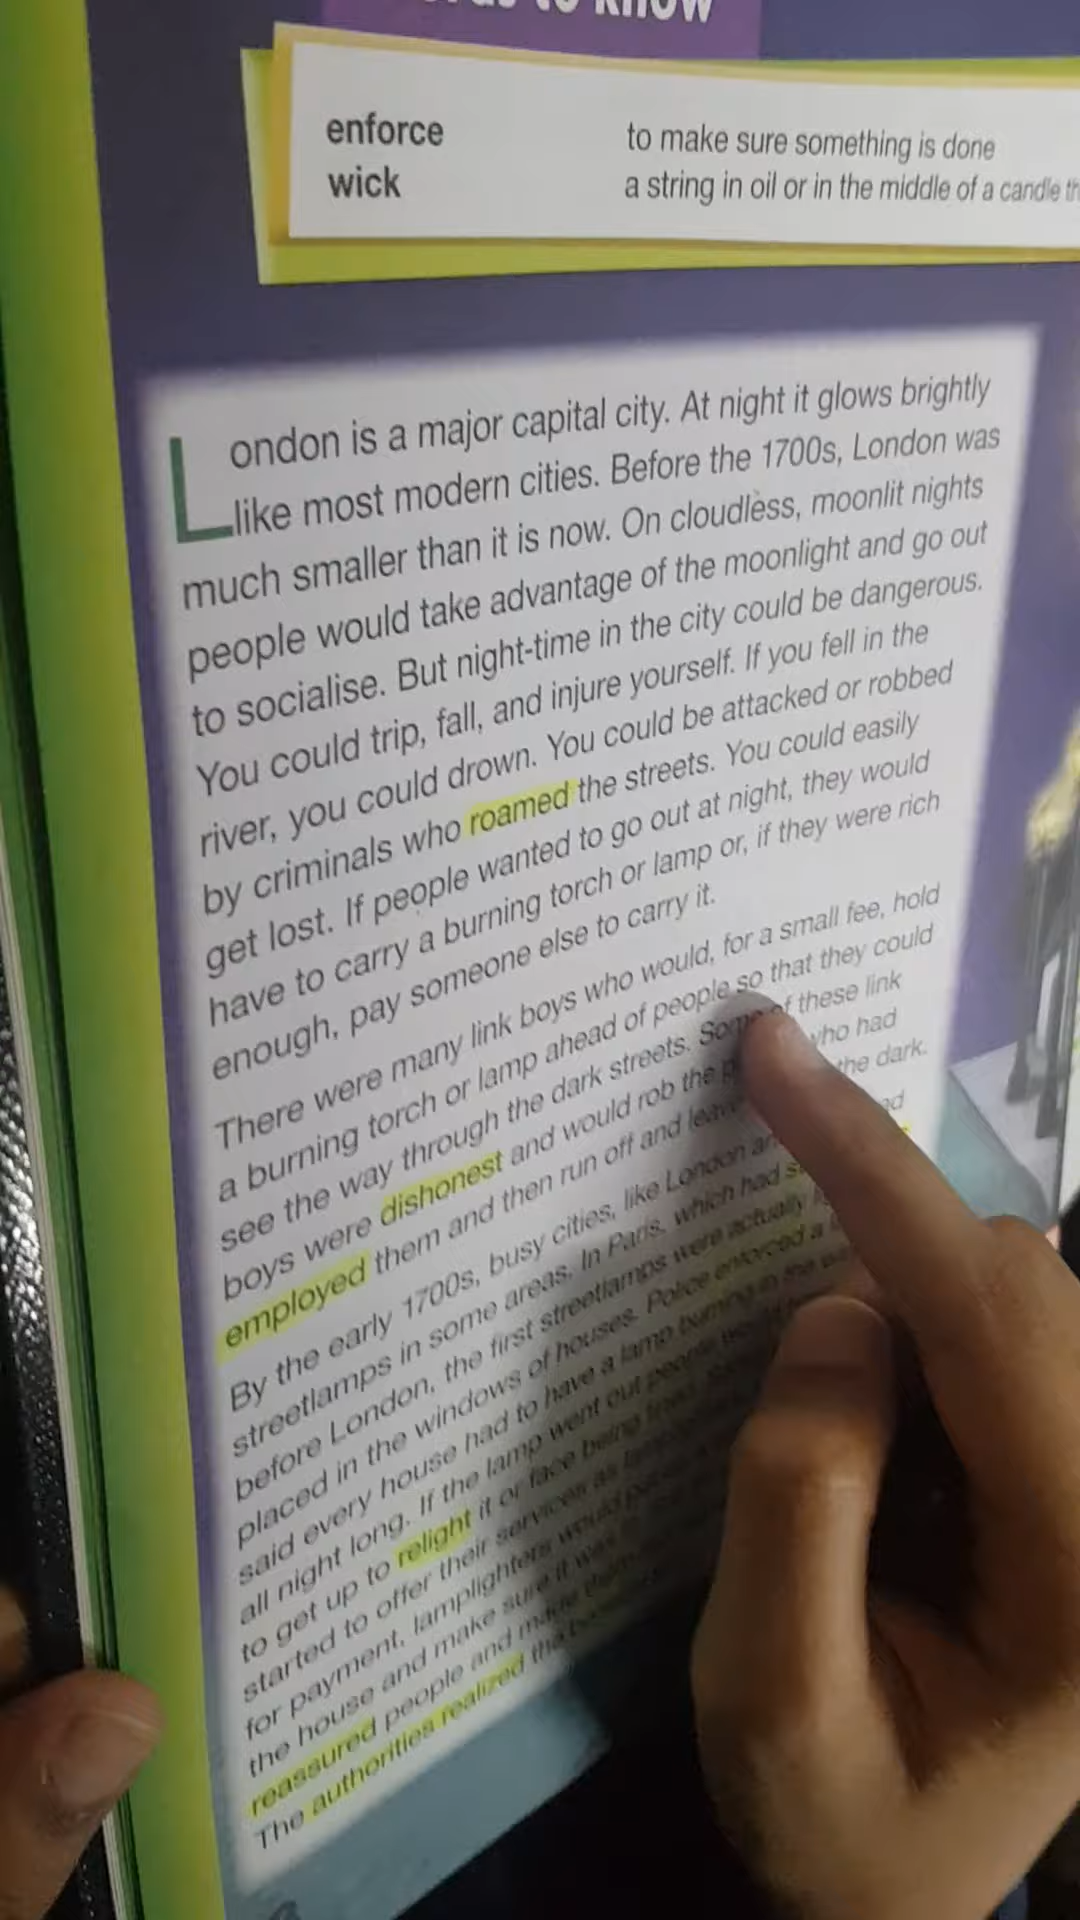 to know
enforce to make sure something is done
wick a string in oil or in the middle of a candle
London is a major capital city. At night it glows brightly
like most modern cities. Before the 1700s, London was
much smaller than it is now. On cloudless, moonlit nights
people would take advantage of the moonlight and go out
to socialise. But night-time in the city could be dangerous.
You could trip, fall, and injure yourself. If you fell in the
river, you could drown. You could be attacked or robbed
by criminals who roamed the streets. You could easily
get lost. If people wanted to go out at night, they would
have to carry a burning torch or lamp or, if they were rich
enough, pay someone else to carry it.
There were many link boys who would, for a small fee, hold
a burning torch or lamp ahead of people so that they could
see the way through the dark streets. Some of these link
boys were dishonest and would rob the who had
employed them and then run off and the dark.
By the early 1700s, busy cities, like London
streetlamps in some areas. In Paris, which had
before London, the first streetlamps were actually
placed in the windows of houses. Police enforced a
said every house had to have a lamp burning in the
all night long. If the lamp went out people
to get up to relight it or face being
started to offer their services as
for payment, lamplighters would
the house and make sure it was
reassured people and made
The authorities realized the